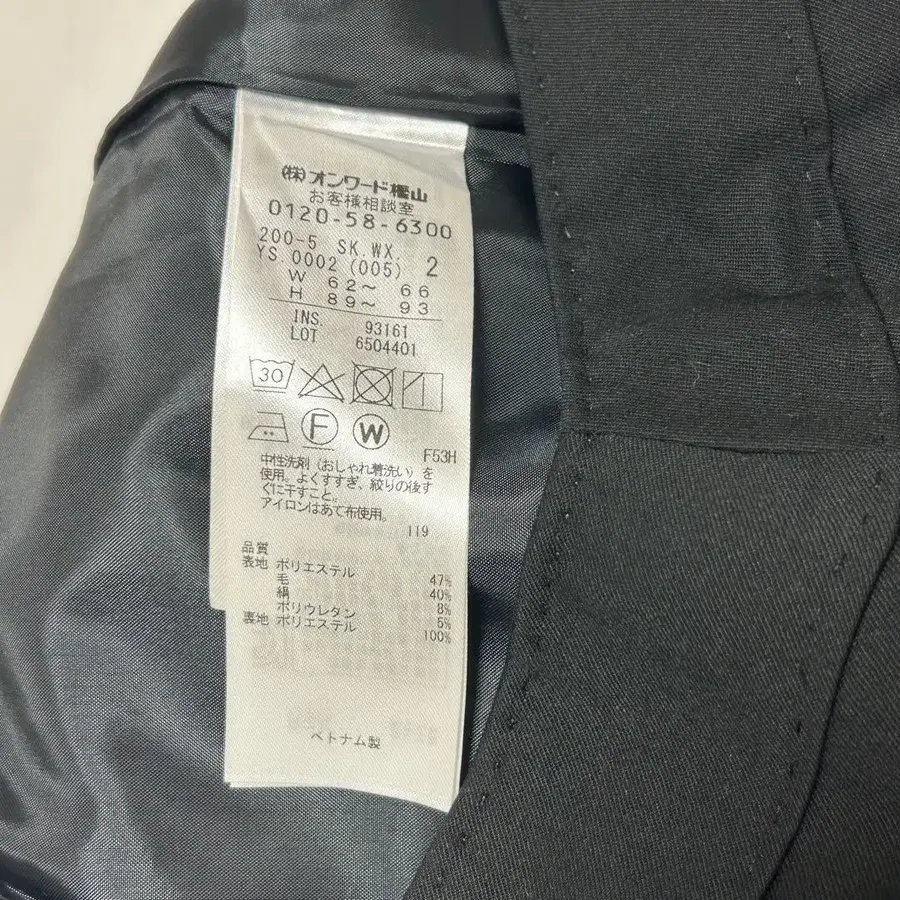 (株)オンワード樫山
お客様相談室
0120-58-6300
200-5 SK.WX. 2
YS.0002 (005)
W 62～ 66
H 89～ 93
INS. 93161
LOT 6504401
30
F W
F53H
中性洗剤（おしゃれ着洗い）を
使用。よくすすぎ、絞りの後す
ぐに干すこと。
アイロンはあて布使用。
119
品質
表地 ポリエステル 47%
毛 40%
絹 8%
ポリウレタン 5%
裏地 ポリエステル 100%
ベトナム製